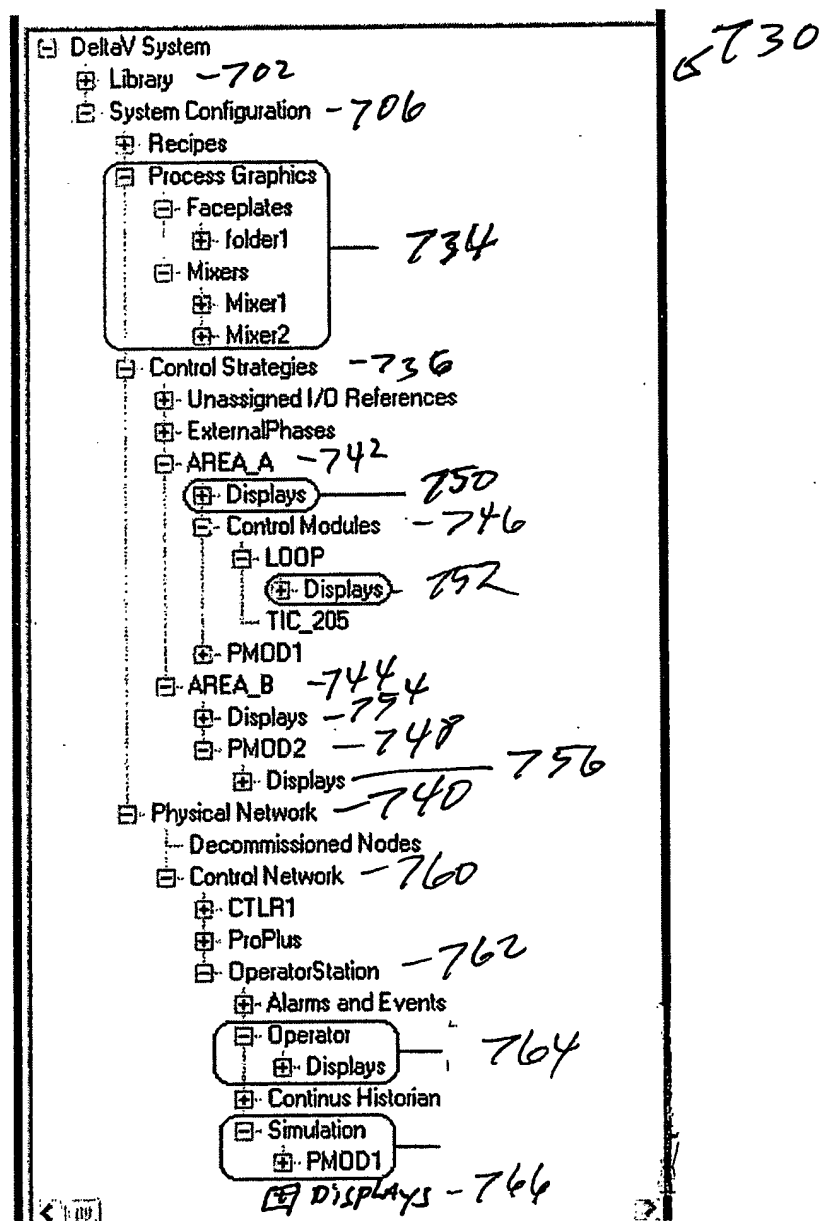 DeltaV System
730
Library - 702
System Configuration - 706
Recipes
Process Graphics
Faceplates
folder1
734
Mixers
Mixer1
Mixer2
Control Strategies - 736
Unassigned I/O References
ExternalPhases
AREA_A - 742
Displays 750
Control Modules - 746
LOOP
Displays 752
TIC_205
PMOD1
AREA_B - 744
Displays - 754
PMOD2 - 748
Displays 756
Physical Network - 740
Decommissioned Nodes
Control Network - 760
CTLR1
ProPlus
OperatorStation - 762
Alarms and Events
Operator
764
Displays
Continus Historian
Simulation
PMOD1
DISPLAYS - 766